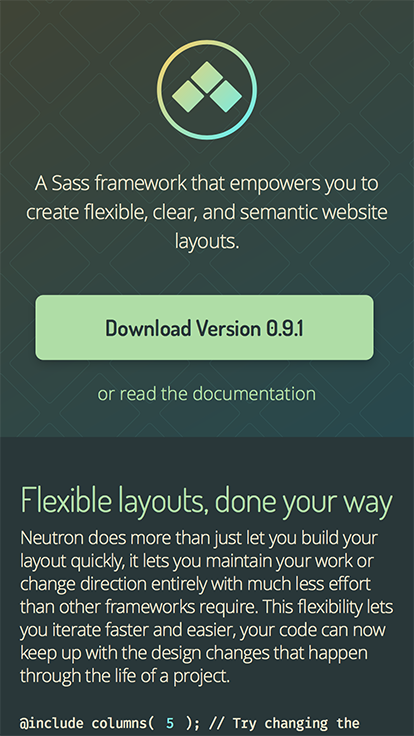 A Sass framework that empowers you to
create flexible, clear, and semantic website
layouts.
Download Version 0.9.1
or read the documentation
Flexible layouts, done your way
Neutron does more than just let you build your
layout quickly, it lets you maintain your work or
change direction entirely with much less effort
than other frameworks require. This flexibility lets
you iterate faster and easier, your code can now
keep up with the design changes that happen
through the life of a project.
@include columns( 5 ); // Try changing the